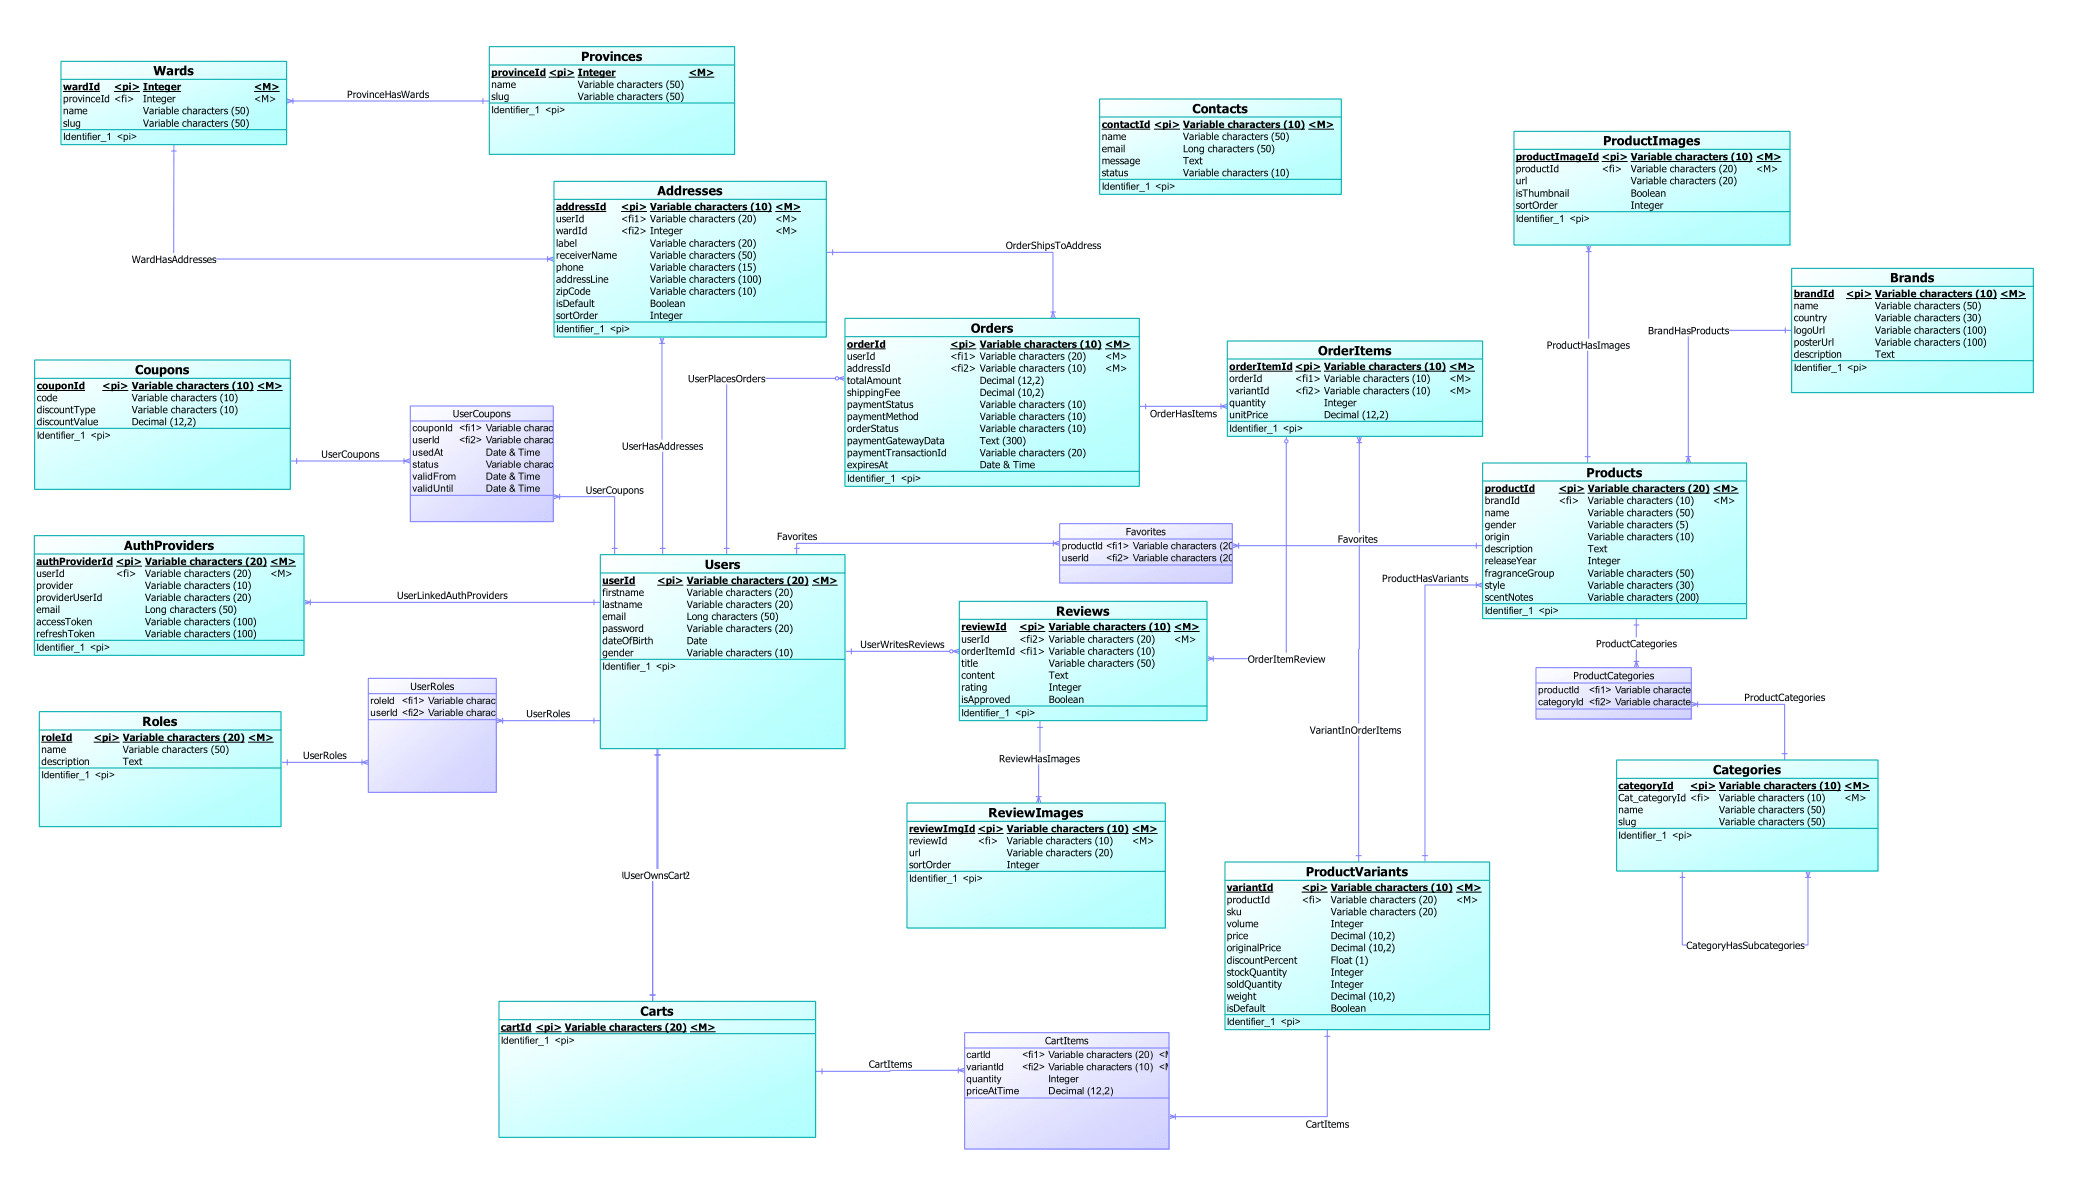 Wards
wardId <pi> Integer <M>
provinceId <fi> Integer <M>
name Variable characters (50)
slug Variable characters (50)
Identifier_1 <pi>
ProvinceHasWards
Provinces
provinceId <pi> Integer <M>
name Variable characters (50)
slug Variable characters (50)
Identifier_1 <pi>
Contacts
contactId <pi> Variable characters (10) <M>
name Variable characters (50)
email Long characters (50)
message Text
status Variable characters (10)
Identifier_1 <pi>
ProductImages
productImageId <pi> Variable characters (10) <M>
productId <fi> Variable characters (20) <M>
url Variable characters (20)
isThumbnail Boolean
sortOrder Integer
Identifier_1 <pi>
WardHasAddresses
Addresses
addressId <pi> Variable characters (10) <M>
userId <fi1> Variable characters (20) <M>
wardId <fi2> Integer <M>
label Variable characters (20)
receiverName Variable characters (50)
phone Variable characters (15)
addressLine Variable characters (100)
zipCode Variable characters (10)
isDefault Boolean
sortOrder Integer
Identifier_1 <pi>
OrderShipsToAddress
ProductHasImages
BrandHasProducts
Brands
brandId <pi> Variable characters (10) <M>
name Variable characters (50)
country Variable characters (30)
logoUrl Variable characters (100)
posterUrl Variable characters (100)
description Text
Identifier_1 <pi>
Orders
orderId <pi> Variable characters (10) <M>
userId <fi1> Variable characters (20) <M>
addressId <fi2> Variable characters (10) <M>
totalAmount Decimal (12,2)
shippingFee Decimal (10,2)
paymentStatus Variable characters (10)
paymentMethod Variable characters (10)
orderStatus Variable characters (10)
paymentGatewayData Text (300)
paymentTransactionId Variable characters (20)
expiresAt Date & Time
Identifier_1 <pi>
UserPlacesOrders
OrderHasItems
OrderItems
orderItemId <pi> Variable characters (10) <M>
orderId <fi1> Variable characters (10) <M>
variantId <fi2> Variable characters (10) <M>
quantity Integer
unitPrice Decimal (12,2)
Identifier_1 <pi>
Coupons
couponId <pi> Variable characters (10) <M>
code Variable characters (10)
discountType Variable characters (10)
discountValue Decimal (12,2)
Identifier_1 <pi>
UserCoupons
UserCoupons
couponId <fi1> Variable charac
userId <fi2> Variable charac
usedAt Date & Time
status Variable charac
validFrom Date & Time
validUntil Date & Time
UserCoupons
UserHasAddresses
Products
productId <pi> Variable characters (20) <M>
brandId <fi> Variable characters (10) <M>
name Variable characters (50)
gender Variable characters (5)
origin Variable characters (10)
description Text
releaseYear Integer
fragranceGroup Variable characters (50)
style Variable characters (30)
scentNotes Variable characters (200)
Identifier_1 <pi>
AuthProviders
authProviderId <pi> Variable characters (20) <M>
userId <fi> Variable characters (20) <M>
provider Variable characters (10)
providerUserId Variable characters (20)
email Long characters (50)
accessToken Variable characters (100)
refreshToken Variable characters (100)
Identifier_1 <pi>
UserLinkedAuthProviders
Users
userId <pi> Variable characters (20) <M>
firstname Variable characters (20)
lastname Variable characters (20)
email Long characters (50)
password Variable characters (20)
dateOfBirth Date
gender Variable characters (10)
Identifier_1 <pi>
Favorites
Favorites
productId <fi1> Variable characters (20
userId <fi2> Variable characters (20
Favorites
ProductHasVariants
UserWritesReviews
Reviews
reviewId <pi> Variable characters (10) <M>
userId <fi2> Variable characters (20) <M>
orderItemId <fi1> Variable characters (10)
title Variable characters (50)
content Text
rating Integer
isApproved Boolean
Identifier_1 <pi>
OrderItemReview
ProductCategories
ProductCategories
productId <fi1> Variable characte
categoryId <fi2> Variable characte
ProductCategories
Roles
roleId <pi> Variable characters (20) <M>
name Variable characters (50)
description Text
Identifier_1 <pi>
UserRoles
UserRoles
roleId <fi1> Variable charac
userId <fi2> Variable charac
UserRoles
VariantInOrderItems
ReviewHasImages
ReviewImages
reviewImgId <pi> Variable characters (10) <M>
reviewId <fi> Variable characters (10) <M>
url Variable characters (20)
sortOrder Integer
Identifier_1 <pi>
Categories
categoryId <pi> Variable characters (10) <M>
Cat_categoryId <fi> Variable characters (10) <M>
name Variable characters (50)
slug Variable characters (50)
Identifier_1 <pi>
CategoryHasSubcategories
UserOwnsCart2
ProductVariants
variantId <pi> Variable characters (10) <M>
productId <fi> Variable characters (20) <M>
sku Variable characters (20)
volume Integer
price Decimal (10,2)
originalPrice Decimal (10,2)
discountPercent Float (1)
stockQuantity Integer
soldQuantity Integer
weight Decimal (10,2)
isDefault Boolean
Identifier_1 <pi>
Carts
cartId <pi> Variable characters (20) <M>
Identifier_1 <pi>
CartItems
CartItems
cartId <fi1> Variable characters (20)
variantId <fi2> Variable characters (10)
quantity Integer
priceAtTime Decimal (12,2)
CartItems